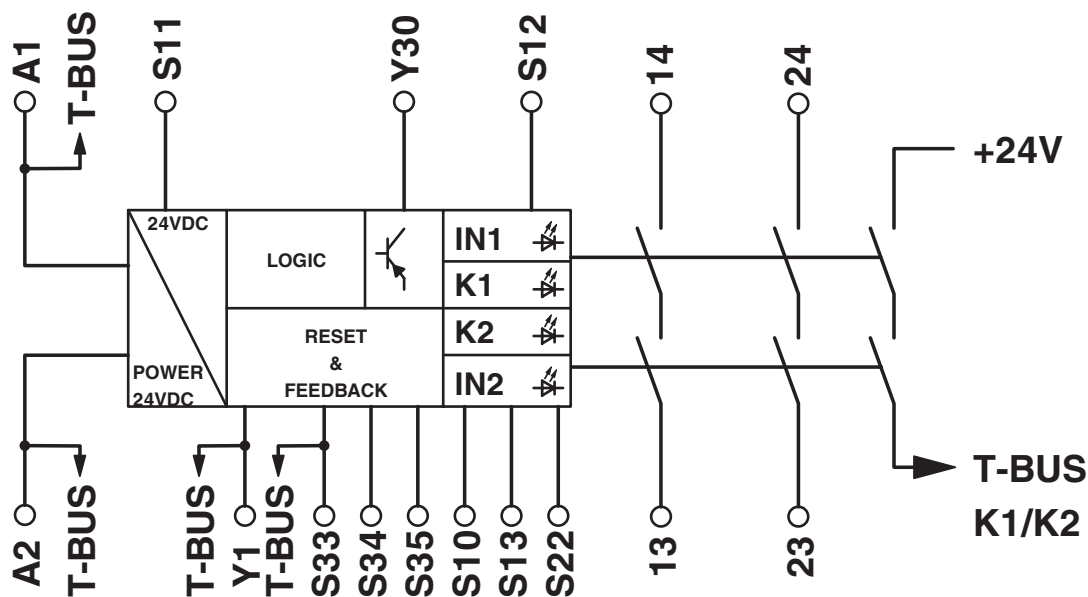 A1
T-BUS
S11
Y30
S12
14
24
+24V
24VDC
LOGIC
IN1
K1
K2
IN2
RESET
&
FEEDBACK
POWER
24VDC
A2
T-BUS
T-BUS
Y1
T-BUS
S33
S34
S35
S10
S13
S22
13
23
T-BUS
K1/K2